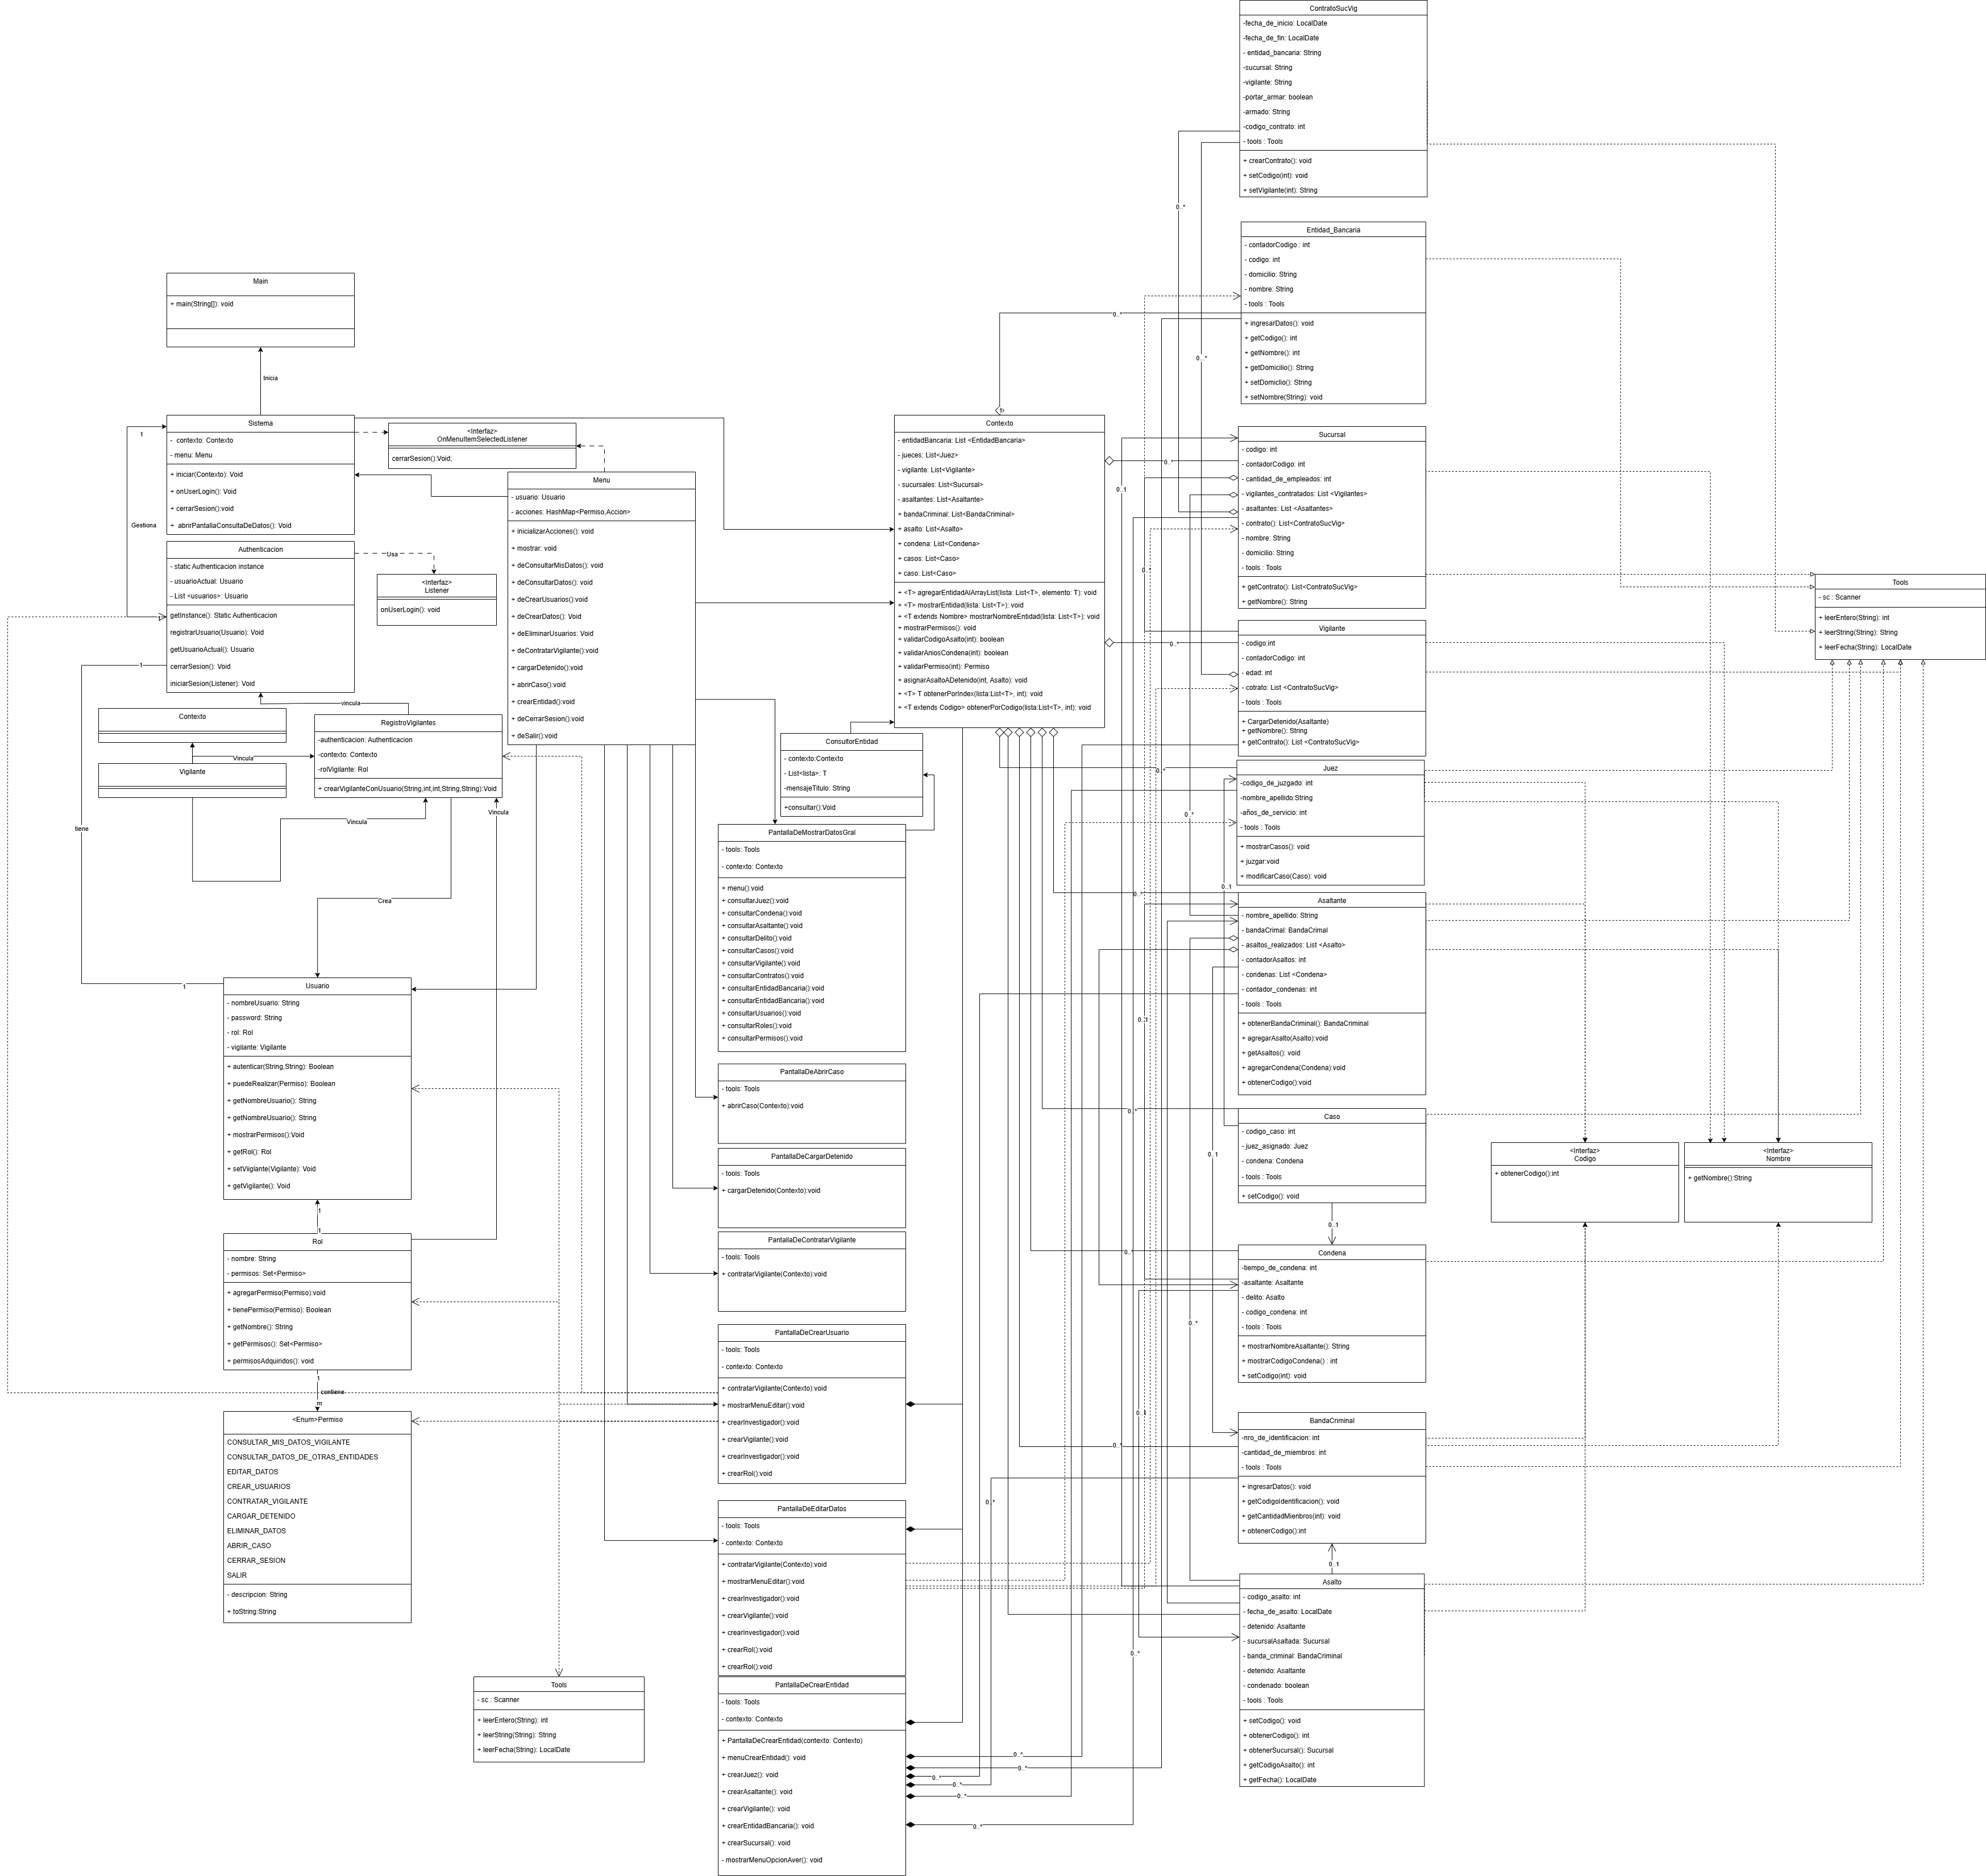 ContratoSucVig
-fecha_de_inicio: LocalDate
-fecha_de_fin: LocalDate
- entidad_bancaria: String
-sucursal: String
-vigilante: String
-portar_armar: boolean
-armado: String
-codigo_contrato: int
- tools : Tools
+ crearContrato(): void
+ setCodigo(int): void
+ setVigilante(int): String
0..*
0..*
Entidad_Bancaria
- contadorCodigo : int
- codigo: int
- domicilio: String
- nombre: String
- tools : Tools
+ ingresarDatos(): void
+ getCodigo(): int
+ getNombre(): int
+ getDomicilio(): String
+ setDomiclio(): String
+ setNombre(String): void
0..*
Main
+ main(String[]): void
Inicia
Sistema
-  contexto: Contexto
- menu: Menu
+ iniciar(Contexto): Void
+ onUserLogin(): Void
+ cerrarSesion():void
+  abrirPantallaConsultaDeDatos(): Void
1
Gestiona
<Interfaz>
OnMenuItemSelectedListener
cerrarSesion():Void;
Authenticacion
- static Authenticacion instance
- usuarioActual: Usuario
- List <usuarios>: Usuario
getInstance(): Static Authenticacion
registrarUsuario(Usuario): Void
getUsuarioActual(): Usuario
cerrarSesion(): Void
iniciarSesion(Listener): Void
Usa
<Interfaz>
Listener
onUserLogin(): void
Menu
- usuario: Usuario
- acciones: HashMap<Permiso,Accion>
+ inicializarAcciones(): void
+ mostrar: void
+ deConsultarMisDatos(): void
+ deConsultarDatos(): void
+ deCrearUsuarios():void
+ deCrearDatos(): Void
+ deEliminarUsuarios: Void
+ deContratarVigilante():void
+ cargarDetenido():void
+ abrirCaso():void
+ crearEntidad():void
+ deCerrarSesion():void
+ deSalir():void
1
Contexto
- entidadBancaria: List <EntidadBancaria>
- jueces: List<Juez>
- vigilante: List<Vigilante>
- sucursales: List<Sucursal>
- asaltantes: List<Asaltante>
+ bandaCriminal: List<BandaCriminal>
+ asalto: List<Asalto>
+ condena: List<Condena>
+ casos: List<Caso>
+ caso: List<Caso>
+ <T> agregarEntidadAlArrayList(lista: List<T>, elemento: T): void
+ <T> mostrarEntidad(lista: List<T>): void
+ <T extends Nombre> mostrarNombreEntidad(lista: List<T>): void
+ mostrarPermisos(): void
+ validarCodigoAsalto(int): boolean
+ validarAniosCondena(int): boolean
+ validarPermiso(int): Permiso
+ asignarAsaltoADetenido(int, Asalto): void
+ <T> T obtenerPorIndex(lista:List<T>, int): void
+ <T extends Codigo> obtenerPorCodigo(lista:List<T>, int): void
0..*
0..1
0..*
0..*
Sucursal
- codigo: int
- contadorCodigo: int
- cantidad_de_empleados: int
- vigilantes_contratados: List <Vigilantes>
- asaltantes: List <Asaltantes>
- contrato(): List<ContratoSucVig>
- nombre: String
- domicilio: String
- tools : Tools
+ getContrato(): List<ContratoSucVig>
+ getNombre(): String
Tools
- sc : Scanner
+ leerEntero(String): int
+ leerString(String): String
+ leerFecha(String): LocalDate
Vigilante
- codigo:int
- contadorCodigo: int
- edad: int
- cotrato: List <ContratoSucVig>
- tools : Tools
+ CargarDetenido(Asaltante)
+ getNombre(): String
+ getContrato(): List <ContratoSucVig>
1
tiene
1
vincula
Contexto
Vigilante
Vincula
RegistroVigilantes
-authenticacion: Authenticacion
-contexto: Contexto
-rolVigilante: Rol
+ crearVigilanteConUsuario(String,int,int,String,String):Void
Vincula
Vincula
Crea
ConsultorEntidad
- contexto:Contexto
- List<lista>: T
-mensajeTitulo: String
+consultar():Void
PantallaDeMostrarDatosGral
- tools: Tools
- contexto: Contexto
+ menu():void
+ consultarJuez():void
+ consultarCondena():void
+ consultarAsaltante():void
+ consultarDelito():void
+ consultarCasos():void
+ consultarVigilante():void
+ consultarContratos():void
+ consultarEntidadBancaria():void
+ consultarEntidadBancaria():void
+ consultarUsuarios():void
+ consultarRoles():void
+ consultarPermisos():void
0..*
0..*
0..1
Juez
-codigo_de_juzgado: int
-nombre_apellido:String
-años_de_servicio: int
- tools : Tools
+ mostrarCasos(): void
+ juzgar:void
+ modificarCaso(Caso): void
0..*
0..1
Asaltante
- nombre_apellido: String
- bandaCrimal: BandaCrimal
- asaltos_realizados: List <Asalto>
- contadorAsaltos: int
- condenas: List <Condena>
- contador_condenas: int
- tools : Tools
+ obtenerBandaCriminal(): BandaCriminal
+ agregarAsalto(Asalto):void
+ getAsaltos(): void
+ agregarCondena(Condena):void
+ obtenerCodigo():void
Usuario
- nombreUsuario: String
- password: String
- rol: Rol
- vigilante: Vigilante
+ autenticar(String,String): Boolean
+ puedeRealizar(Permiso): Boolean
+ getNombreUsuario(): String
+ getNombreUsuario(): String
+ mostrarPermisos():Void
+ getRol(): Rol
+ setViiglante(Vigilante): Void
+ getVigilante(): Void
1
1
PantallaDeAbrirCaso
- tools: Tools
+ abrirCaso(Contexto):void
PantallaDeCargarDetenido
- tools: Tools
+ cargarDetenido(Contexto):void
PantallaDeContratarVigilante
- tools: Tools
+ contratarVigilante(Contexto):void
0..*
0..1
Caso
- codigo_caso: int
- juez_asignado: Juez
- condena: Condena
- tools : Tools
+ setCodigo(): void
0..1
<Interfaz>
Codigo
+ obtenerCodigo():int
<Interfaz>
Nombre
+ getNombre():String
Rol
- nombre: String
- permisos: Set<Permiso>
+ agregarPermiso(Permiso):void
+ tienePermiso(Permiso): Boolean
+ getNombre(): String
+ getPermisos(): Set<Permiso>
+ permisosAdquiridos(): void
1
contiene
m
0..*
0..*
Condena
-tiempo_de_condena: int
-asaltante: Asaltante
- delito: Asalto
- codigo_condena: int
- tools : Tools
+ mostrarNombreAsaltante(): String
+ mostrarCodigoCondena() : int
+ setCodigo(int): void
PantallaDeCrearUsuario
- tools: Tools
- contexto: Contexto
+ contratarVigilante(Contexto):void
+ mostrarMenuEditar():void
+ crearInvestigador():void
+ crearVigilante():void
+ crearInvestigador():void
+ crearRol():void
<Enum>Permiso
CONSULTAR_MIS_DATOS_VIGILANTE
CONSULTAR_DATOS_DE_OTRAS_ENTIDADES
EDITAR_DATOS
CREAR_USUARIOS
CONTRATAR_VIGILANTE
CARGAR_DETENIDO
ELIMINAR_DATOS
ABRIR_CASO
CERRAR_SESION
SALIR
- descripcion: String
+ toString:String
0..1
0..*
0..*
BandaCriminal
-nro_de_identificacion: int
-cantidad_de_miembros: int
- tools : Tools
+ ingresarDatos(): void
+ getCodigoIdentificacion(): void
+ getCantidadMienbros(int): void
+ obtenerCodigo():int
0..1
PantallaDeEditarDatos
- tools: Tools
- contexto: Contexto
+ contratarVigilante(Contexto):void
+ mostrarMenuEditar():void
+ crearInvestigador():void
+ crearVigilante():void
+ crearInvestigador():void
+ crearRol():void
+ crearRol():void
Asalto
- codigo_asalto: int
- fecha_de_asalto: LocalDate
- detenido: Asaltante
- sucursalAsaltada: Sucursal
- banda_criminal: BandaCriminal
- detenido: Asaltante
- condenado: boolean
- tools : Tools
+ setCodigo(): void
+ obtenerCodigo(): int
+ obtenerSucursal(): Sucursal
+ getCodigoAsalto(): int
+ getFecha(): LocalDate
0..*
Tools
- sc : Scanner
+ leerEntero(String): int
+ leerString(String): String
+ leerFecha(String): LocalDate
PantallaDeCrearEntidad
- tools: Tools
- contexto: Contexto
+ PantallaDeCrearEntidad(contexto: Contexto)
+ menuCrearEntidad(): void
+ crearJuez(): void
+ crearAsaltante(): void
+ crearVigilante(): void
+ crearEntidadBancaria(): void
+ crearSucursal(): void
- mostrarMenuOpcionAver(): void
0..*
0..*
0..*
0..*
0..*
0..*